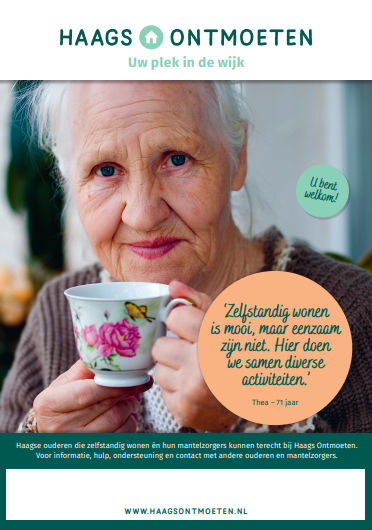 HAAGS ONTMOETEN
Uw plek in de wijk
U bent
welkom!
'Zelfstandig wonen
is mooi, maar eenzaam
zijn niet. Hier doen
we samen diverse
activiteiten.'
Thea – 71 jaar
Haagse ouderen die zelfstandig wonen én hun mantelzorgers kunnen terecht bij Haags Ontmoeten.
Voor informatie, hulp, ondersteuning en contact met andere ouderen en mantelzorgers.
WWW.HAAGSONTMOETEN.NL